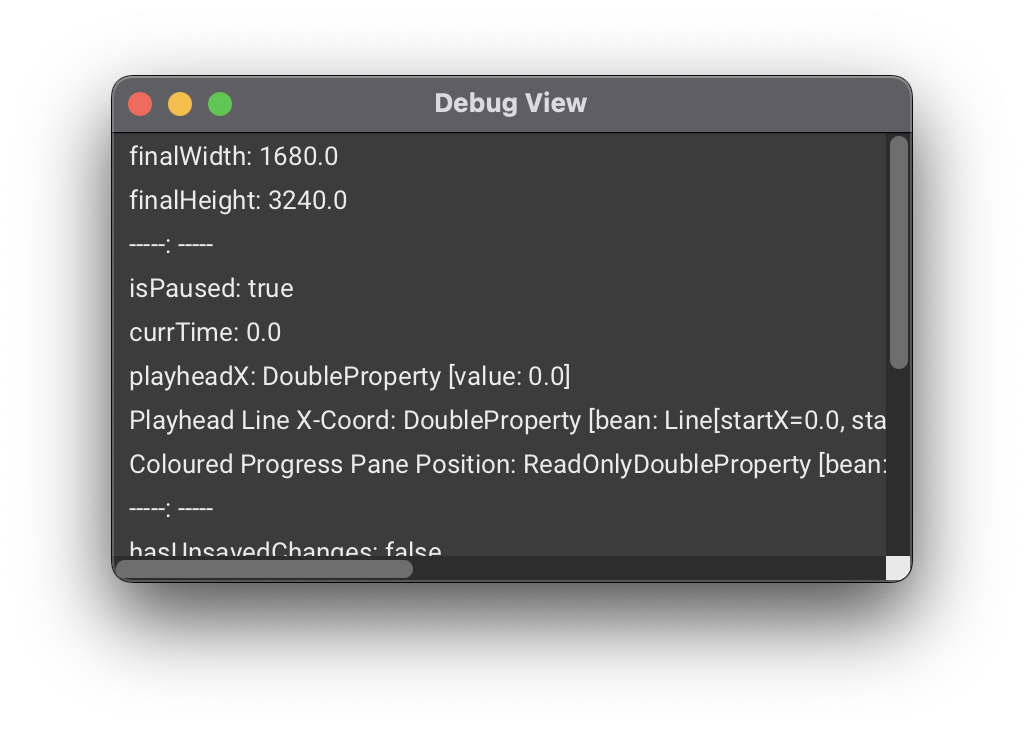 Debug View
finalWidth: 1680.0
finalHeight: 3240.0
-----: -----
isPaused: true
currTime: 0.0
playheadX: DoubleProperty [value: 0.0]
Playhead Line X-Coord: DoubleProperty [bean: Line[startX=0.0, sta
Coloured Progress Pane Position: ReadOnlyDoubleProperty [bean:
-----: -----
hasUnsavedChanges: false